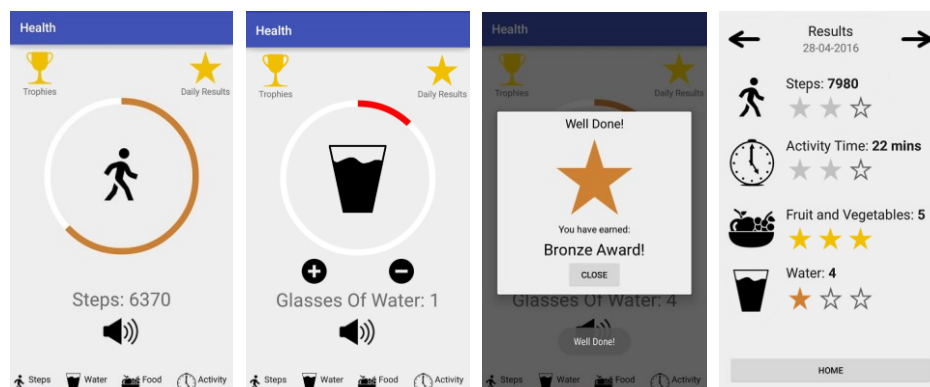 Health
Trophies
Daily Results
Steps: 6370
Steps Water Food Activity
Health
Trophies
Daily Results
Glasses Of Water: 1
Steps Water Food Activity
Health
Trophies
Daily Results
Well Done!
You have earned:
Bronze Award!
CLOSE
Glasses Of Water: 4
Well Done!
Steps Water Food Activity
Results
28-04-2016
Steps: 7980
Activity Time: 22 mins
Fruit and Vegetables: 5
Water: 4
HOME